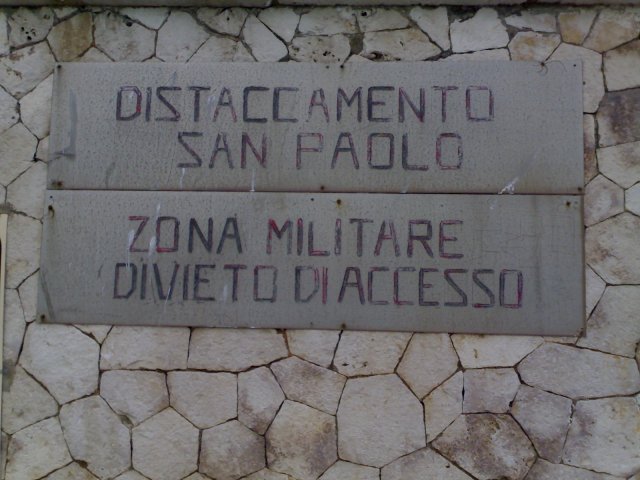 DISTACCAMENTO
SAN PAOLO
ZONA MILITARE
DIVIETO DI ACCESSO